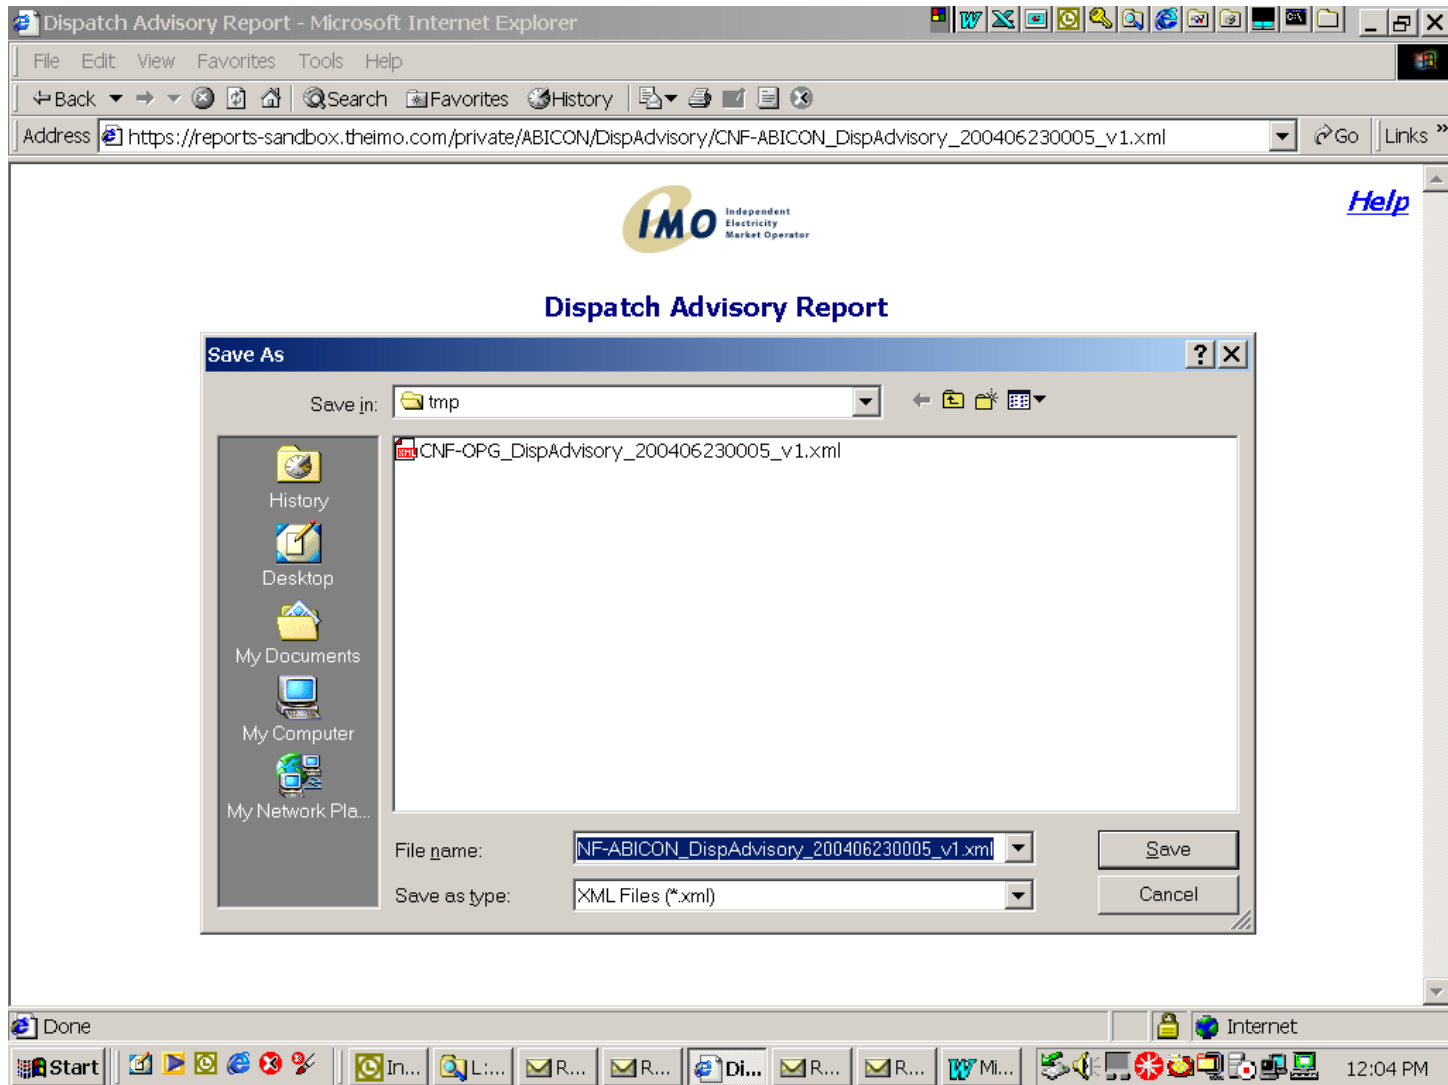 Dispatch Advisory Report - Microsoft Internet Explorer
File Edit View Favorites Tools Help
Back Search Favorites History
Address https://reports-sandbox.theimo.com/private/ABICON/DispAdvisory/CNF-ABICON_DispAdvisory_200406230005_v1.xml Go Links »
IMO Independent
Electricity
Market Operator
Help
Dispatch Advisory Report
Save As
Save in: tmp
CNF-OPG_DispAdvisory_200406230005_v1.xml
History
Desktop
My Documents
My Computer
My Network Pla...
File name: NF-ABICON_DispAdvisory_200406230005_v1.xml Save
Save as type: XML Files (*.xml) Cancel
Done Internet
Start In... L:... R... R... Di... R... R... Mi... 12:04 PM